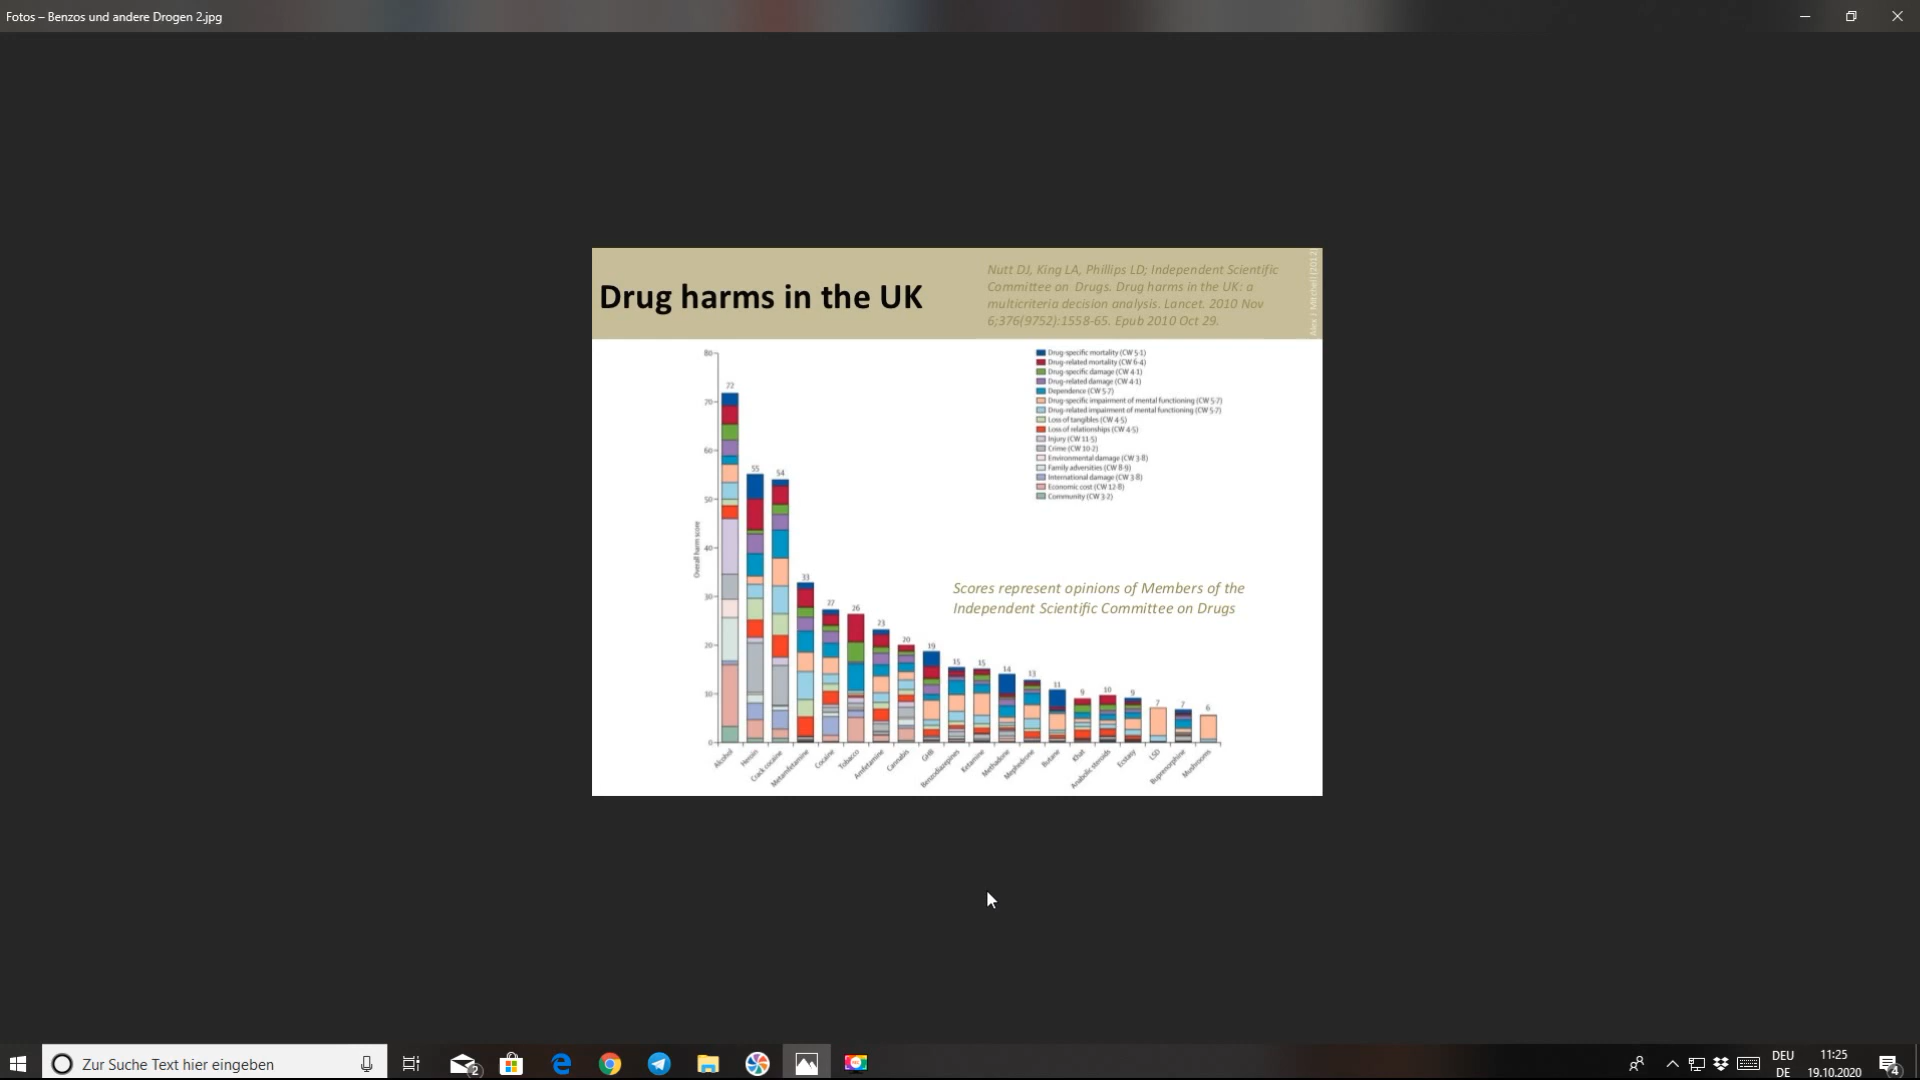 Fotos – Benzos und andere Drogen 2.jpg
Drug harms in the UK
Nutt DJ, King LA, Phillips LD; Independent Scientific
Committee on Drugs. Drug harms in the UK: a
multicriteria decision analysis. Lancet. 2010 Nov
6;376(9752):1558-65. Epub 2010 Oct 29.
Alex J Mitchell (2012)
Drug-specific mortality (CW 5·1)
Drug-related mortality (CW 6·4)
Drug-specific damage (CW 4·1)
Drug-related damage (CW 4·1)
Dependence (CW 5·7)
Drug-specific impairment of mental functioning (CW 5·7)
Drug-related impairment of mental functioning (CW 5·7)
Loss of tangibles (CW 4·5)
Loss of relationships (CW 4·5)
Injury (CW 11·5)
Crime (CW 10·2)
Environmental damage (CW 3·8)
Family adversities (CW 8·9)
International damage (CW 3·8)
Economic cost (CW 12·8)
Community (CW 3·2)
Overall harm score
80
70
60
50
40
30
20
10
0
72
55
54
33
27
26
23
20
19
15
15
14
13
11
9
10
9
7
7
6
Scores represent opinions of Members of the
Independent Scientific Committee on Drugs
Alcohol
Heroin
Crack cocaine
Metamfetamine
Cocaine
Tobacco
Amfetamine
Cannabis
GHB
Benzodiazepines
Ketamine
Methadone
Mephedrone
Butane
Khat
Anabolic steroids
Ecstasy
LSD
Buprenorphine
Mushrooms
Zur Suche Text hier eingeben
2
DEU
DE
11:25
19.10.2020
4